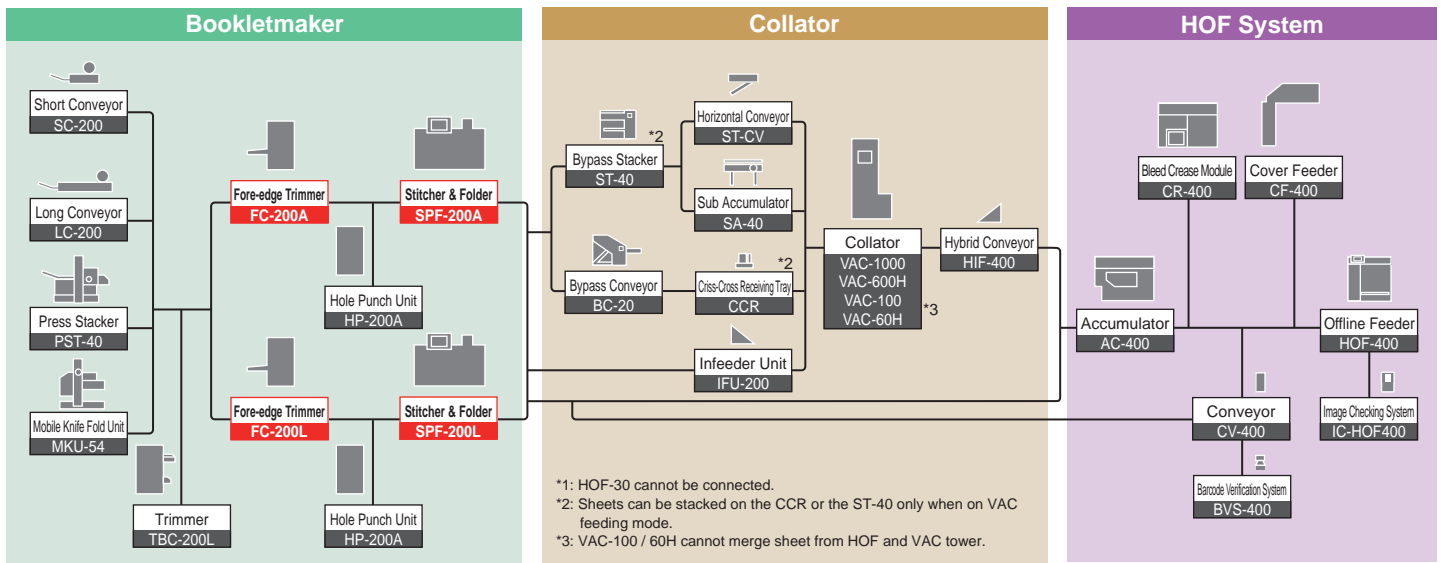 Bookletmaker
Short Conveyor
SC-200
Long Conveyor
LC-200
Press Stacker
PST-40
Mobile Knife Fold Unit
MKU-54
Trimmer
TBC-200L
Fore-edge Trimmer
FC-200A
Hole Punch Unit
HP-200A
Stitcher & Folder
SPF-200A
Fore-edge Trimmer
FC-200L
Hole Punch Unit
HP-200A
Stitcher & Folder
SPF-200L
Collator
*2
Bypass Stacker
ST-40
Horizontal Conveyor
ST-CV
Sub Accumulator
SA-40
Bypass Conveyor
BC-20
*2
Criss-Cross Receiving Tray
CCR
Infeeder Unit
IFU-200
Collator
VAC-1000
VAC-600H
VAC-100
VAC-60H
*3
Hybrid Conveyor
HIF-400
*1: HOF-30 cannot be connected.
*2: Sheets can be stacked on the CCR or the ST-40 only when on VAC
feeding mode.
*3: VAC-100 / 60H cannot merge sheet from HOF and VAC tower.
HOF System
Bleed Crease Module
CR-400
Cover Feeder
CF-400
Accumulator
AC-400
Offline Feeder
HOF-400
Conveyor
CV-400
Image Checking System
IC-HOF400
Barcode Verification System
BVS-400